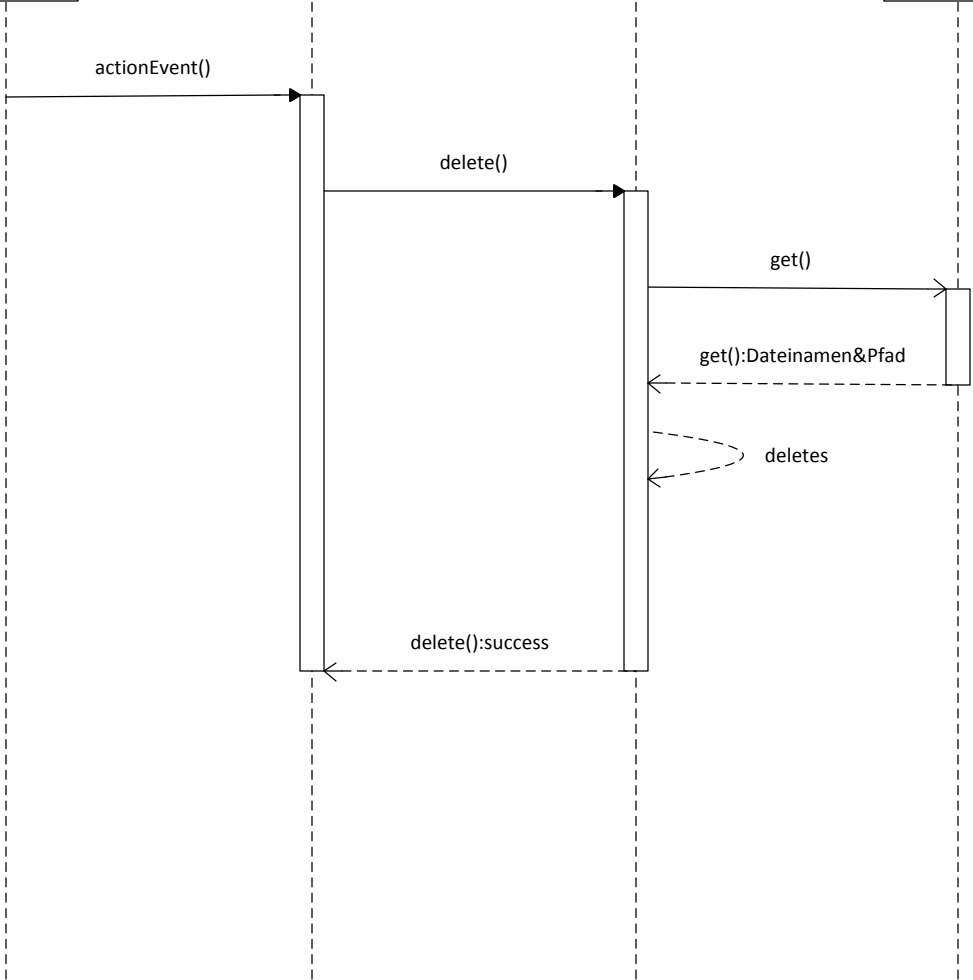 actionEvent()
delete()
get()
get():Dateinamen&Pfad
deletes
delete():success